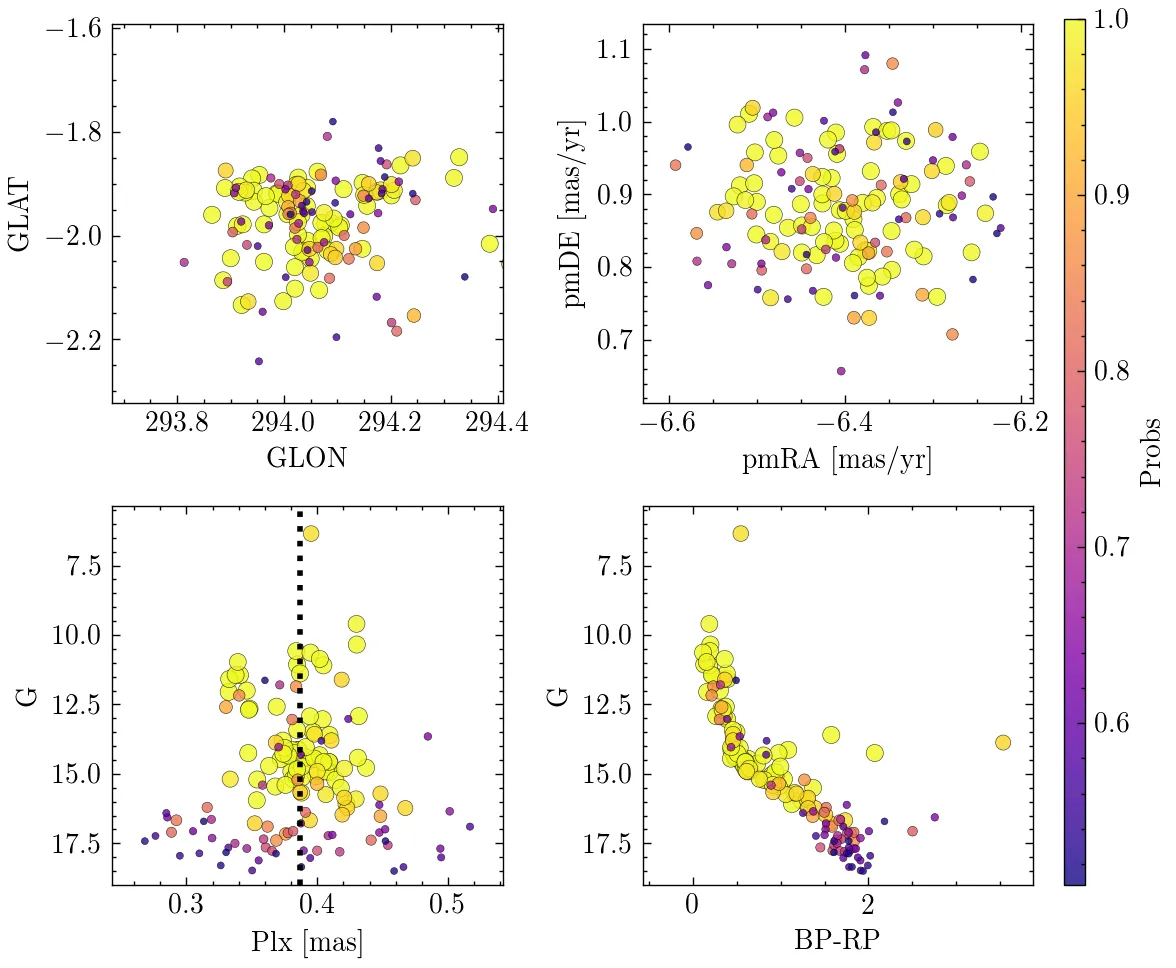 −1.6
−1.8
−2.0
−2.2
GLAT
293.8 294.0 294.2 294.4
GLON
1.1
1.0
0.9
0.8
0.7
pmDE [mas/yr]
−6.6 −6.4 −6.2
pmRA [mas/yr]
7.5
10.0
12.5
15.0
17.5
G
0.3 0.4 0.5
Plx [mas]
7.5
10.0
12.5
15.0
17.5
G
0 2
BP-RP
1.0
0.9
0.8
0.7
0.6
Probs